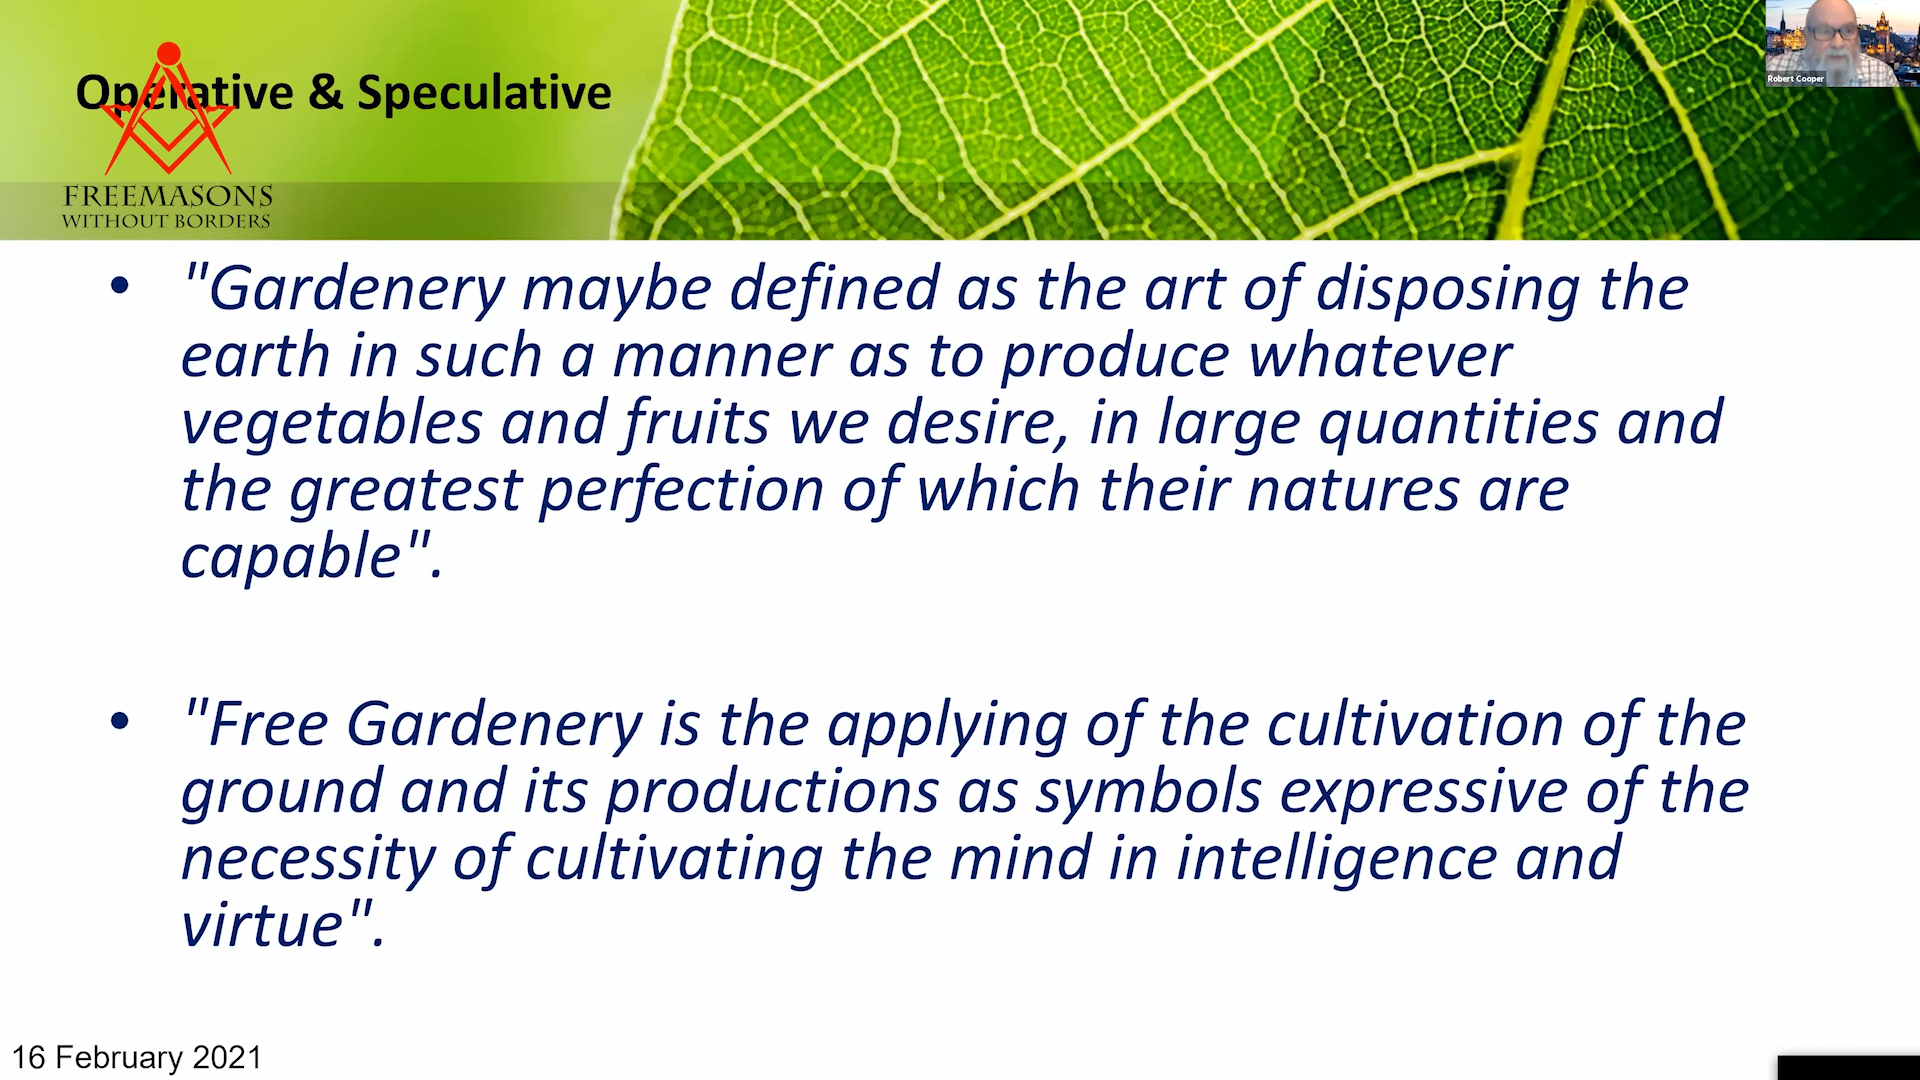 Operative & Speculative
FREEMASONS
WITHOUT BORDERS
Robert Cooper
• "Gardenery maybe defined as the art of disposing the
earth in such a manner as to produce whatever
vegetables and fruits we desire, in large quantities and
the greatest perfection of which their natures are
capable".
• "Free Gardenery is the applying of the cultivation of the
ground and its productions as symbols expressive of the
necessity of cultivating the mind in intelligence and
virtue".
16 February 2021